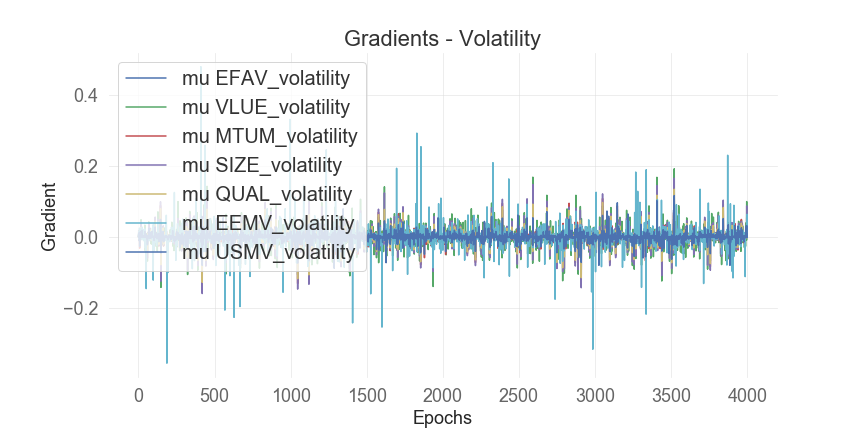 Gradients - Volatility
mu EFAV_volatility
mu VLUE_volatility
mu MTUM_volatility
mu SIZE_volatility
mu QUAL_volatility
mu EEMV_volatility
mu USMV_volatility
Gradient
0.4
0.2
0.0
−0.2
0 500 1000 1500 2000 2500 3000 3500 4000
Epochs